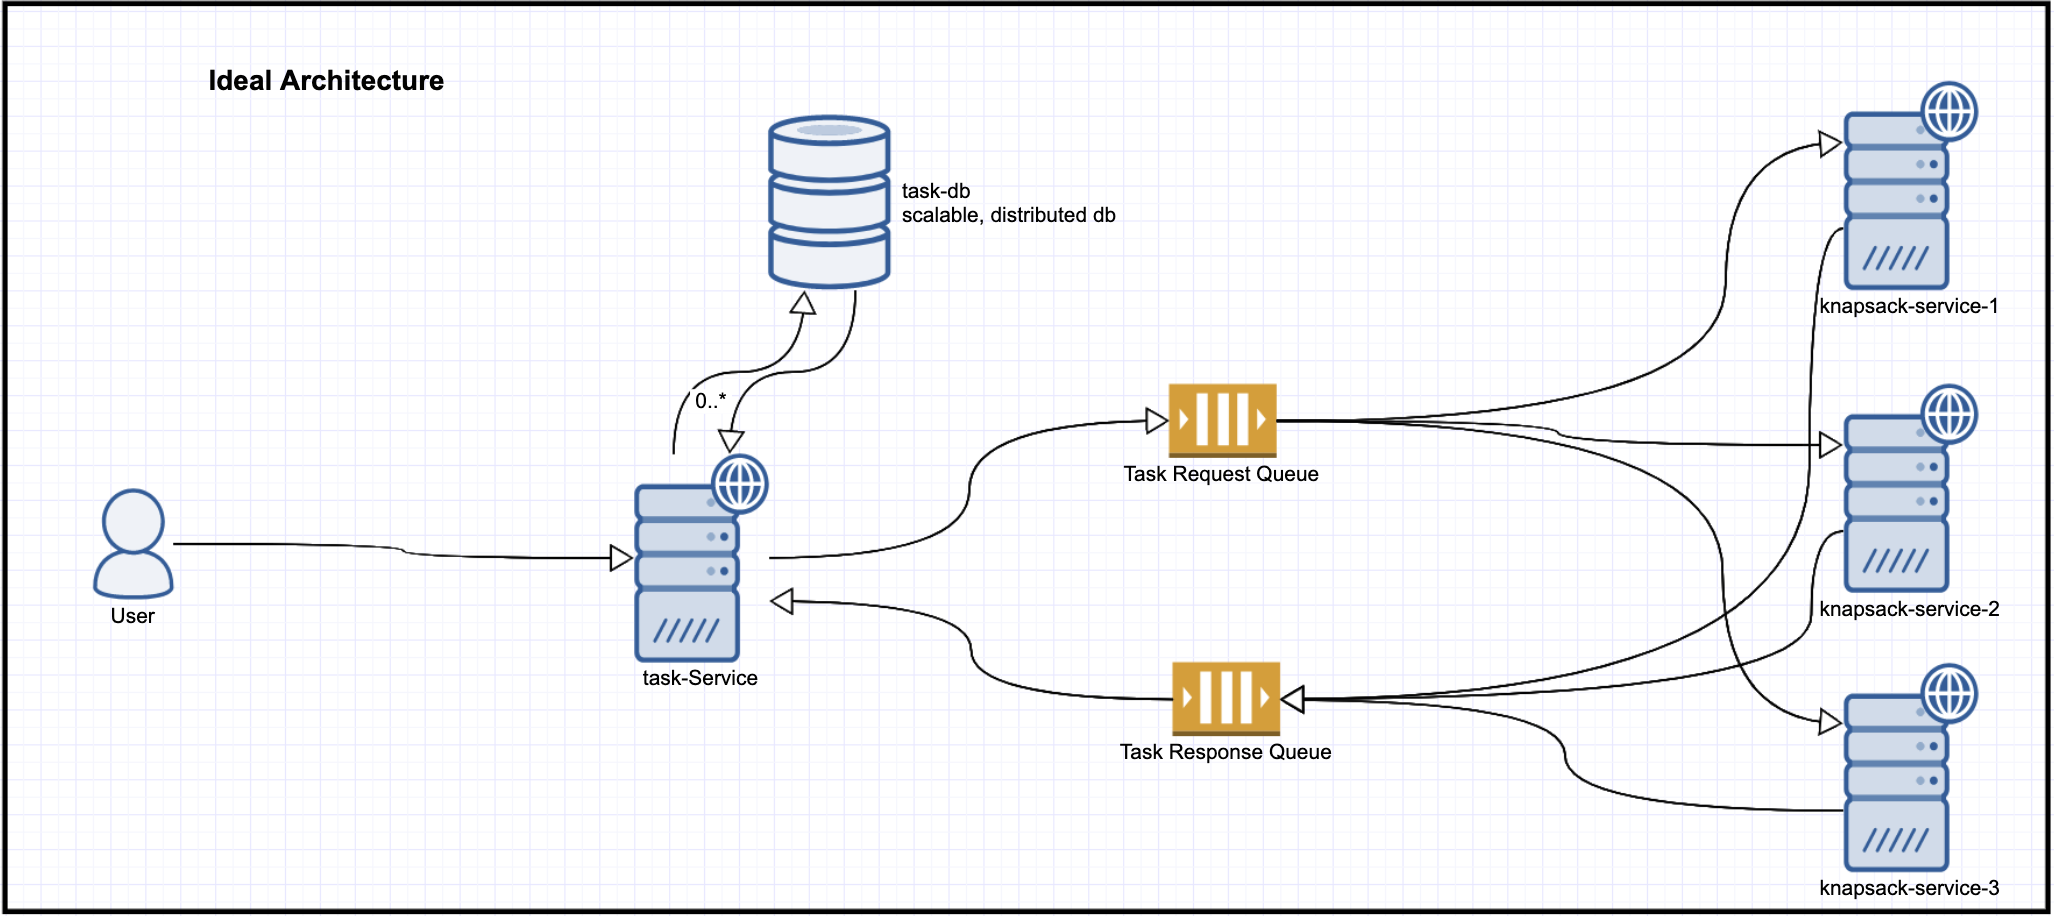 Ideal Architecture
task-db
scalable, distributed db
0..*
Task Request Queue
User
task-Service
Task Response Queue
knapsack-service-1
knapsack-service-2
knapsack-service-3